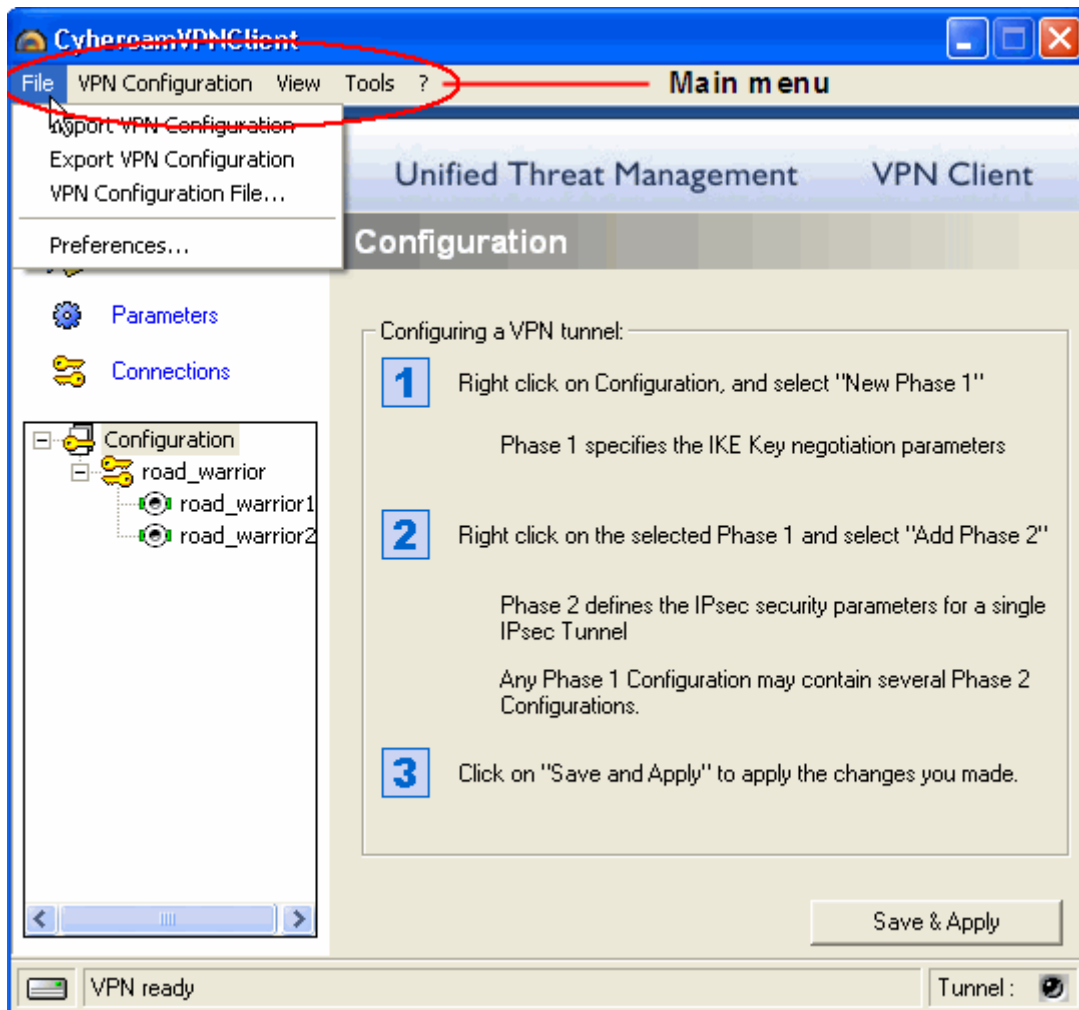 CyberoamVPNClient
File VPN Configuration View Tools ? Main menu
Import VPN Configuration
Export VPN Configuration
VPN Configuration File...
Preferences...
Unified Threat Management VPN Client
Configuration
Parameters
Connections
Configuration
road_warrior
road_warrior1
road_warrior2
Configuring a VPN tunnel:
1 Right click on Configuration, and select "New Phase 1"
Phase 1 specifies the IKE Key negotiation parameters
2 Right click on the selected Phase 1 and select "Add Phase 2"
Phase 2 defines the IPsec security parameters for a single
IPsec Tunnel
Any Phase 1 Configuration may contain several Phase 2
Configurations.
3 Click on "Save and Apply" to apply the changes you made.
Save & Apply
VPN ready
Tunnel :